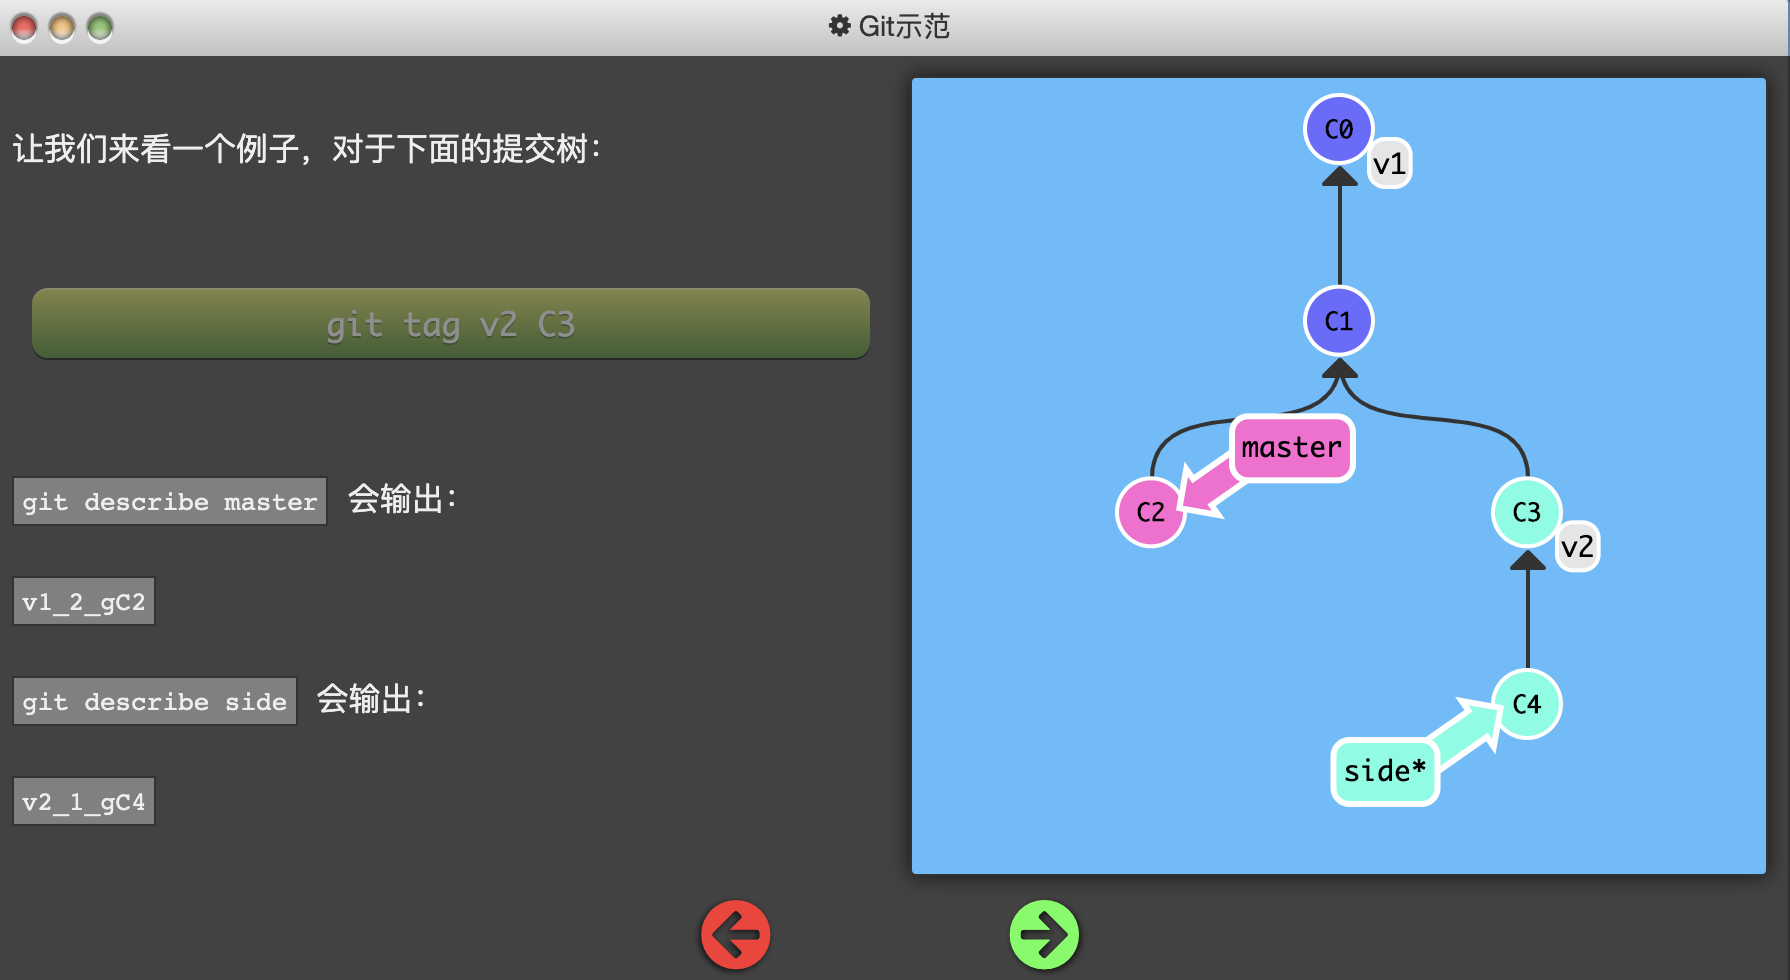 Git示范
让我们来看一个例子，对于下面的提交树：
git tag v2 C3
git describe master 会输出：
v1_2_gC2
git describe side 会输出：
v2_1_gC4
C0
v1
C1
master
C2
C3
v2
C4
side*